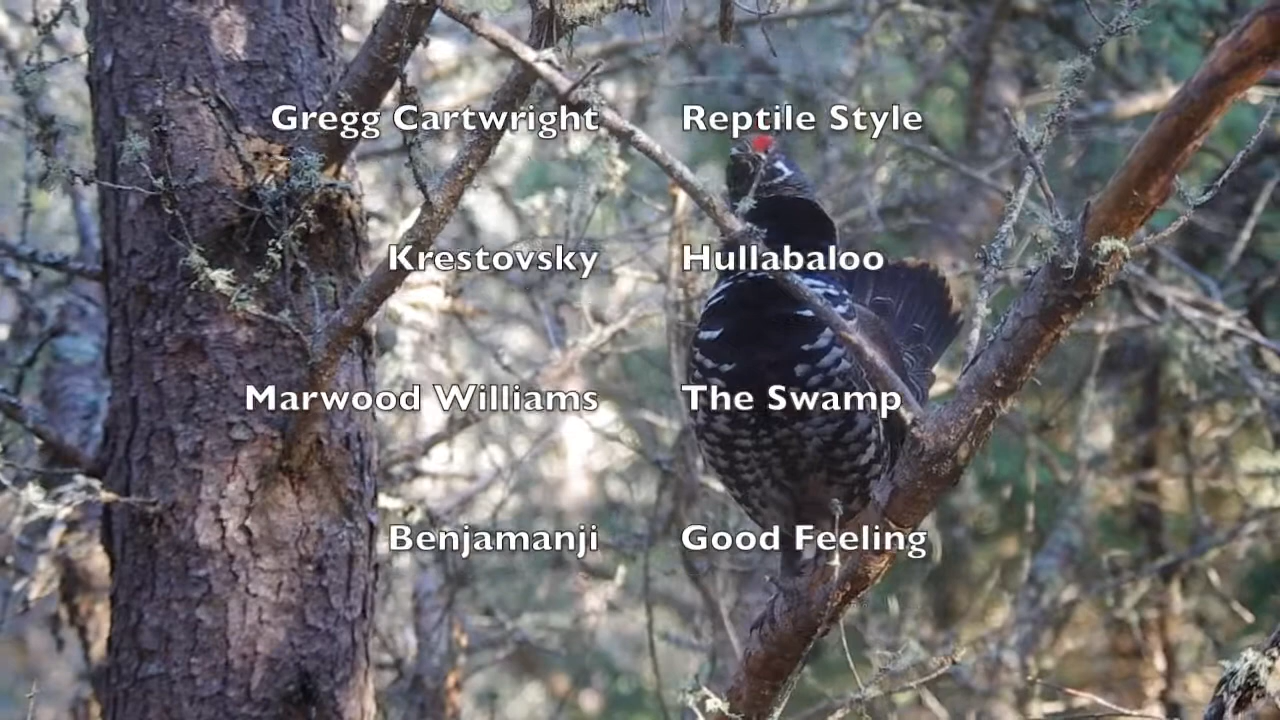 Gregg Cartwright Reptile Style
Krestovsky Hullabaloo
Marwood Williams The Swamp
Benjamanji Good Feeling